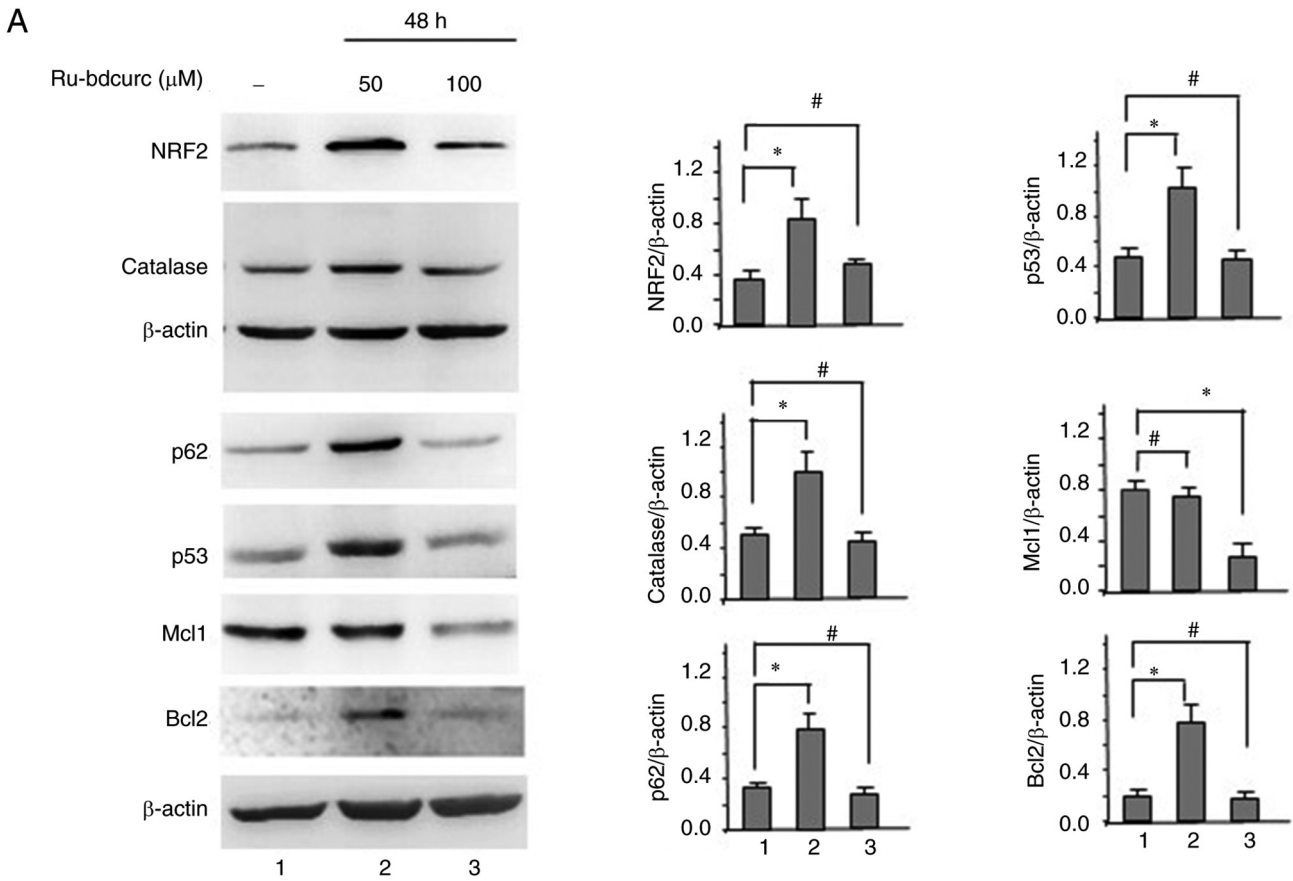 A
48 h
Ru-bdcurc (μM)
– 50 100
NRF2
Catalase
β-actin
p62
p53
Mcl1
Bcl2
β-actin
1 2 3
#
*
1.2
0.8
0.4
0.0
NRF2/β-actin
#
*
1.2
0.8
0.4
0.0
p53/β-actin
#
*
1.2
0.8
0.4
0.0
Catalase/β-actin
*
#
1.2
0.8
0.4
0.0
Mcl1/β-actin
#
*
1.2
0.8
0.4
0.0
p62/β-actin
1 2 3
#
*
1.2
0.8
0.4
0.0
Bcl2/β-actin
1 2 3